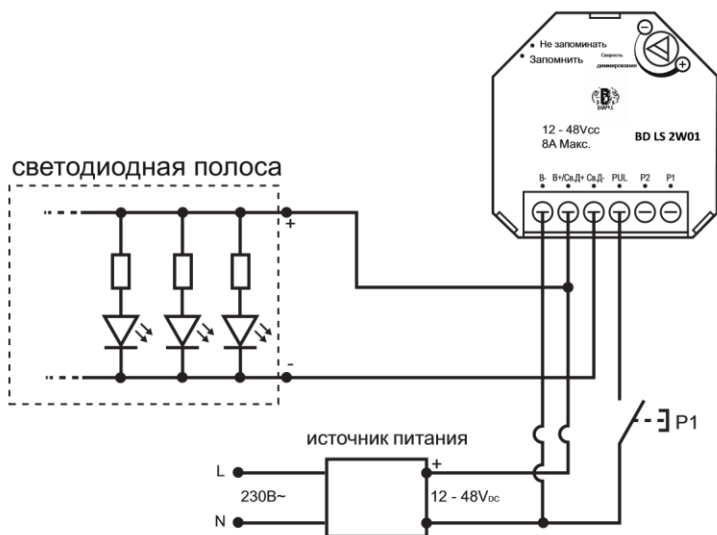 Не запоминать
Запомнить
Скорость
диммирования
-
+
12 - 48Vcc
8А Макс.
BD LS 2W01
B- B+/Св.Д+ Св.Д- PUL P2 P1
светодиодная полоса
+
-
P1
источник питания
L
230В~
+
12 - 48VDC
N